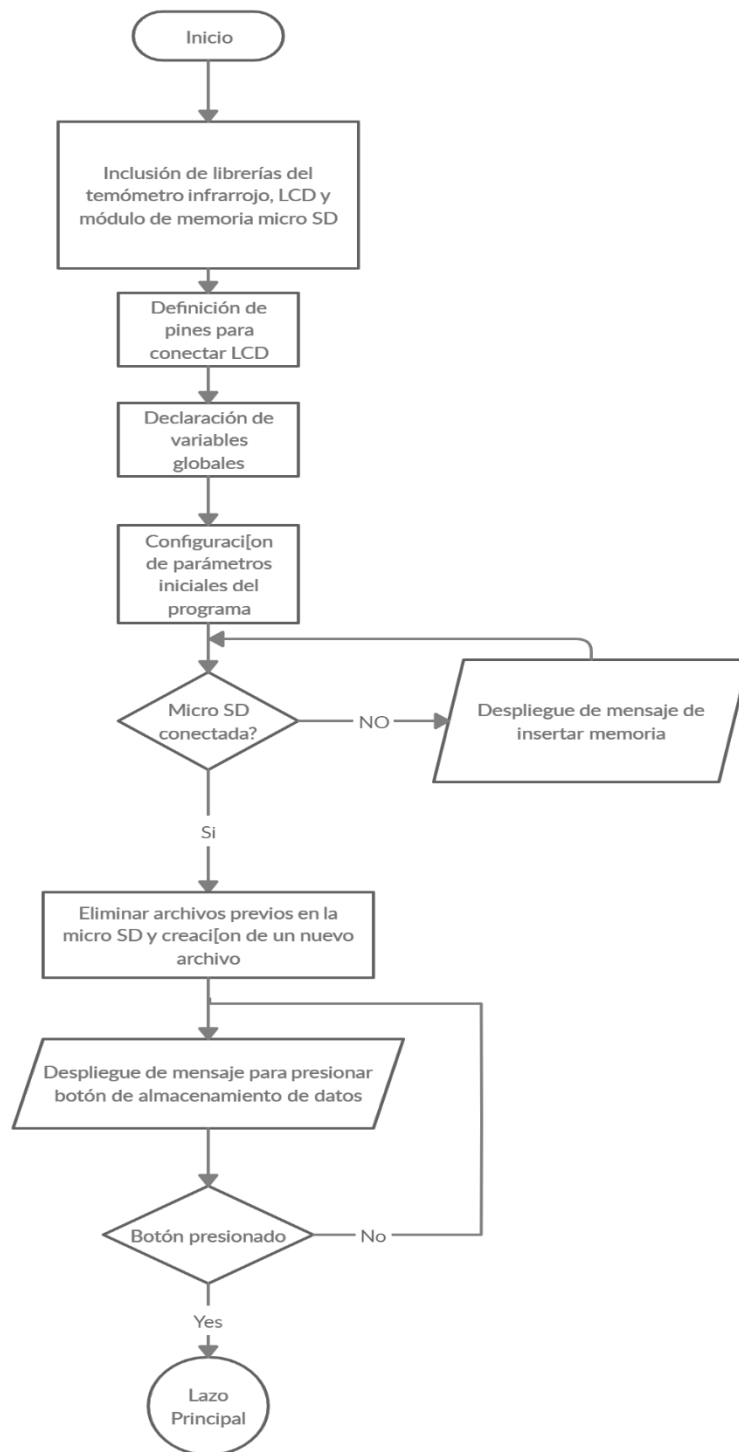 Inicio
Inclusión de librerías del
temómetro infrarrojo, LCD y
módulo de memoria micro SD
Definición de
pines para
conectar LCD
Declaración de
variables
globales
Configuraci[on
de parámetros
iniciales del
programa
Micro SD
conectada?
NO
Despliegue de mensaje de
insertar memoria
Si
Eliminar archivos previos en la
micro SD y creaci[on de un nuevo
archivo
Despliegue de mensaje para presionar
botón de almacenamiento de datos
Botón presionado
No
Yes
Lazo
Principal